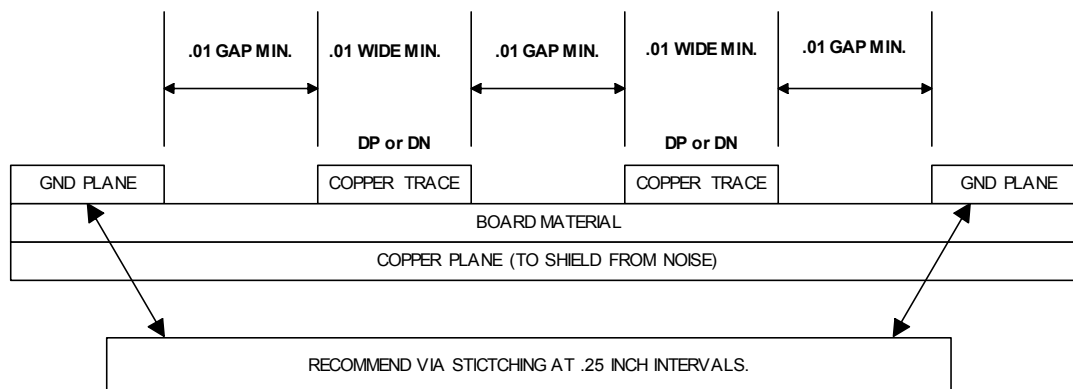 .01 GAP MIN. .01 WIDE MIN. .01 GAP MIN. .01 WIDE MIN. .01 GAP MIN.
DP or DN DP or DN
GND PLANE COPPER TRACE COPPER TRACE GND PLANE
BOARD MATERIAL
COPPER PLANE (TO SHIELD FROM NOISE)
RECOMMEND VIA STICTCHING AT .25 INCH INTERVALS.